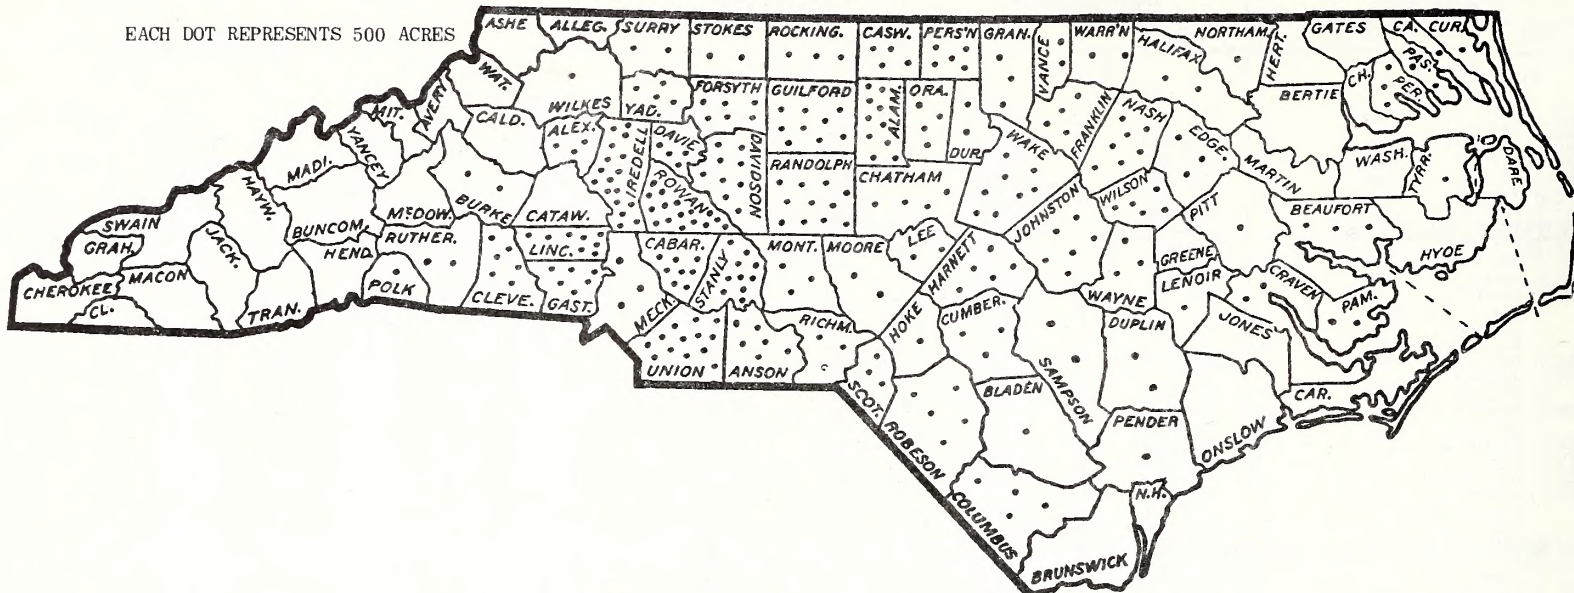 EACH DOT REPRESENTS 500 ACRES
ASHE
ALLEG.
SURRY
STOKES
ROCKING.
CASW.
PERS'N
GRAN.
VANCE
WARR'N
HALIFAX
NORTHAM.
HERT.
GATES
CA.
CUR.
PAS.
PER.
CH.
WAT.
WILKES
YAD.
FORSYTH
GUILFORD
ALAM.
ORA.
DUR.
FRANKLIN
NASH
EDGE.
BERTIE
MIT.
AVERY
CALD.
ALEX.
IREDELL
DAVIE
DAVIDSON
RANDOLPH
CHATHAM
WAKE
WILSON
MARTIN
WASH.
TYRR.
DARE
MADI.
YANCEY
HAYW.
BUNCOM.
McDOW.
BURKE
CATAW.
ROWAN
JOHNSTON
PITT
BEAUFORT
HYDE
SWAIN
GRAH.
JACK.
HEND.
RUTHER.
LINC.
CABAR.
STANLY
MONT.
MOORE
LEE
HARNETT
GREENE
LENOIR
CRAVEN
PAM.
CHEROKEE
MACON
CL.
TRAN.
POLK
CLEVE.
GAST.
MECK.
UNION
ANSON
RICHM.
HOKE
CUMBER.
WAYNE
DUPLIN
JONES
SCOT.
SAMPSON
BLADEN
CAR.
ROBESON
PENDER
ONSLOW
COLUMBUS
N.H.
BRUNSWICK